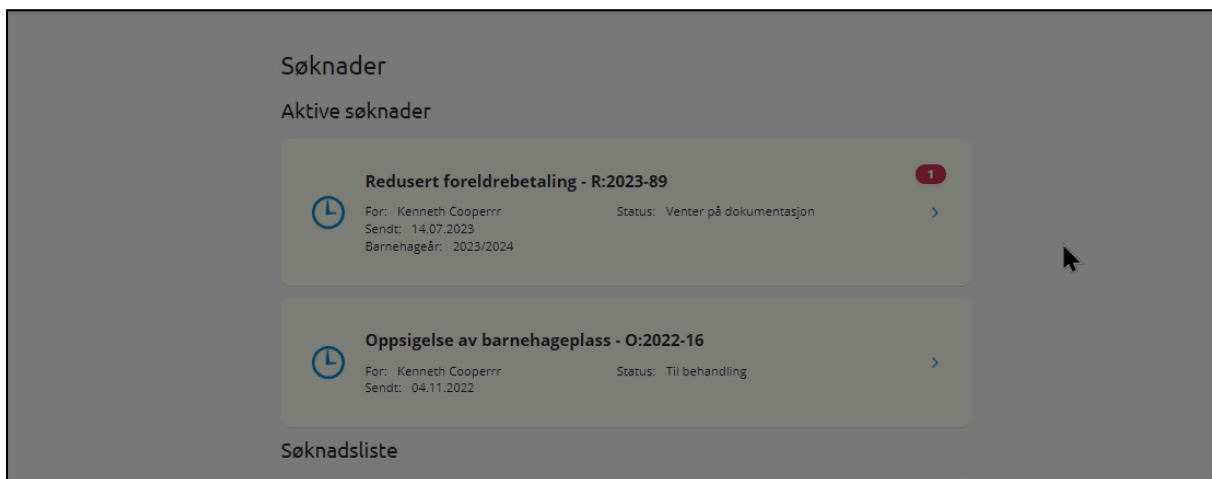 Søknader
Aktive søknader
Redusert foreldrebetaling - R:2023-89
1
For: Kenneth Cooperrr
Status: Venter på dokumentasjon
Sendt: 14.07.2023
Barnehageår: 2023/2024
Oppsigelse av barnehageplass - O:2022-16
For: Kenneth Cooperrr
Status: Til behandling
Sendt: 04.11.2022
Søknadsliste